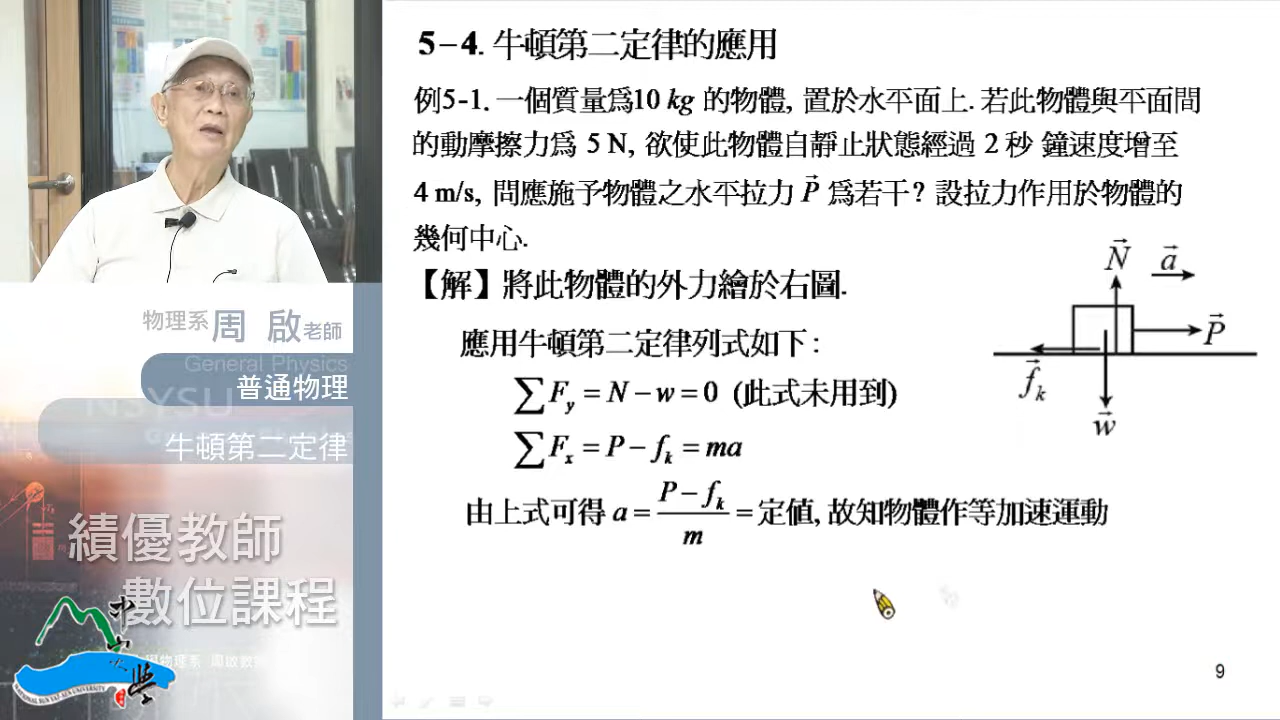 5－4. 牛頓第二定律的應用
例5-1. 一個質量為10 kg 的物體, 置於水平面上. 若此物體與平面間
的動摩擦力為 5 N, 欲使此物體自靜止狀態經過 2 秒 鐘速度增至
4 m/s, 問應施予物體之水平拉力 P⃗ 為若干? 設拉力作用於物體的
幾何中心.
【解】將此物體的外力繪於右圖.
N⃗ a⃗
P⃗
f⃗k
w⃗
應用牛頓第二定律列式如下 :
∑Fy = N − w = 0 (此式未用到)
∑Fx = P − fk = ma
由上式可得 a = (P − fk)/m = 定值, 故知物體作等加速運動
9
物理系 周 啟 老師
General Physics
普通物理
NSYSU
牛頓第二定律
績優教師
數位課程